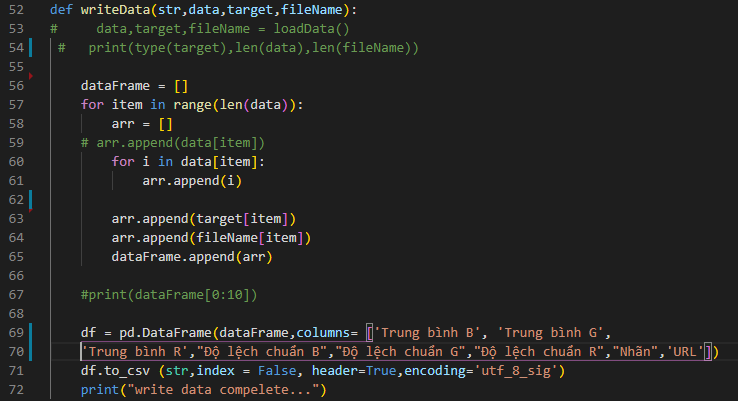 52 def writeData(str,data,target,fileName):
53 #     data,target,fileName = loadData()
54  #   print(type(target),len(data),len(fileName))
55
56     dataFrame = []
57     for item in range(len(data)):
58         arr = []
59     # arr.append(data[item])
60         for i in data[item]:
61             arr.append(i)
62
63         arr.append(target[item])
64         arr.append(fileName[item])
65         dataFrame.append(arr)
66
67     #print(dataFrame[0:10])
68
69     df = pd.DataFrame(dataFrame,columns= ['Trung bình B', 'Trung bình G',
70     'Trung bình R',"Độ lệch chuẩn B","Độ lệch chuẩn G","Độ lệch chuẩn R","Nhãn",'URL'])
71     df.to_csv (str,index = False, header=True,encoding='utf_8_sig')
72     print("write data compelete...")